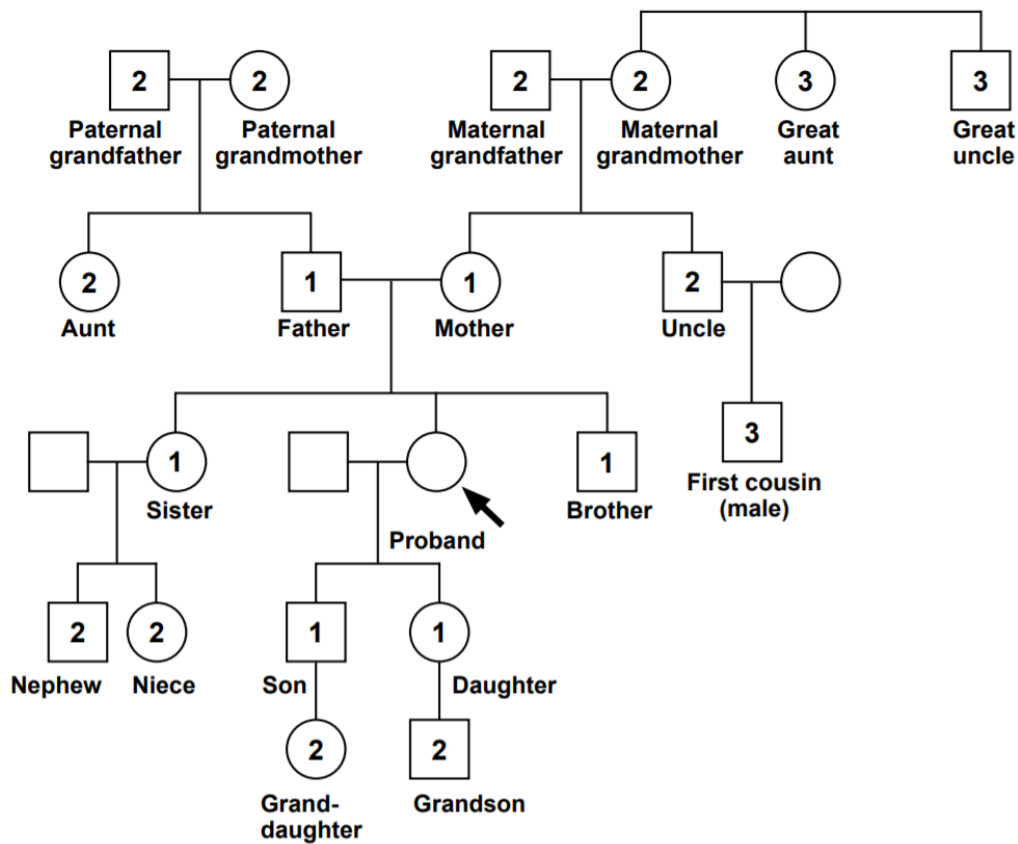 2
2
2
2
3
3
Paternal
grandfather
Paternal
grandmother
Maternal
grandfather
Maternal
grandmother
Great
aunt
Great
uncle
2
1
1
2
Aunt
Father
Mother
Uncle
3
First cousin
(male)
1
1
Sister
Proband
Brother
2
2
1
1
Nephew
Niece
Son
Daughter
2
2
Grand-
daughter
Grandson